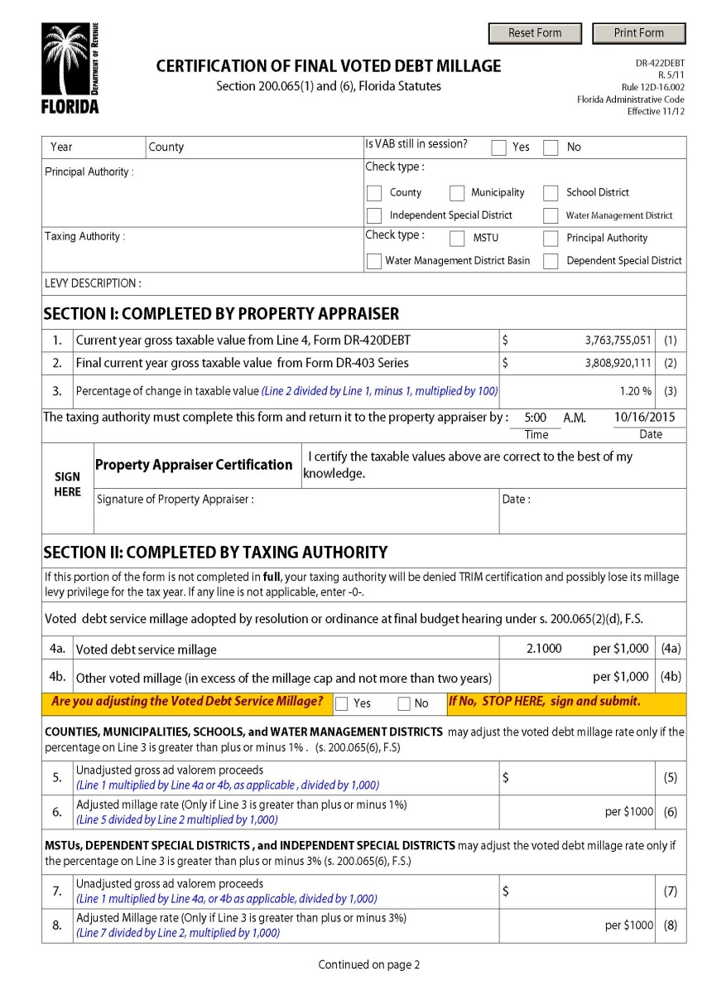 Reset Form Print Form
DEPARTMENT OF REVENUE
FLORIDA
CERTIFICATION OF FINAL VOTED DEBT MILLAGE
Section 200.065(1) and (6), Florida Statutes
DR-422DEBT
R. 5/11
Rule 12D-16.002
Florida Administrative Code
Effective 11/12
Year County Is VAB still in session? Yes No
Principal Authority :
Check type :
County Municipality School District
Independent Special District Water Management District
Taxing Authority :
Check type : MSTU Principal Authority
Water Management District Basin Dependent Special District
LEVY DESCRIPTION :
SECTION I: COMPLETED BY PROPERTY APPRAISER
1. Current year gross taxable value from Line 4, Form DR-420DEBT $ 3,763,755,051 (1)
2. Final current year gross taxable value from Form DR-403 Series $ 3,808,920,111 (2)
3. Percentage of change in taxable value (Line 2 divided by Line 1, minus 1, multiplied by 100) 1.20 % (3)
The taxing authority must complete this form and return it to the property appraiser by : 5:00 A.M. 10/16/2015
Time Date
SIGN HERE
Property Appraiser Certification
I certify the taxable values above are correct to the best of my
knowledge.
Signature of Property Appraiser : Date :
SECTION II: COMPLETED BY TAXING AUTHORITY
If this portion of the form is not completed in full, your taxing authority will be denied TRIM certification and possibly lose its millage
levy privilege for the tax year. If any line is not applicable, enter -0-.
Voted debt service millage adopted by resolution or ordinance at final budget hearing under s. 200.065(2)(d), F.S.
4a. Voted debt service millage 2.1000 per $1,000 (4a)
4b. Other voted millage (in excess of the millage cap and not more than two years) per $1,000 (4b)
Are you adjusting the Voted Debt Service Millage? Yes No If No, STOP HERE, sign and submit.
COUNTIES, MUNICIPALITIES, SCHOOLS, and WATER MANAGEMENT DISTRICTS may adjust the voted debt millage rate only if the
percentage on Line 3 is greater than plus or minus 1% . (s. 200.065(6), F.S)
5. Unadjusted gross ad valorem proceeds $ (5)
(Line 1 multiplied by Line 4a or 4b, as applicable , divided by 1,000)
6. Adjusted millage rate (Only if Line 3 is greater than plus or minus 1%) per $1000 (6)
(Line 5 divided by Line 2 multiplied by 1,000)
MSTUs, DEPENDENT SPECIAL DISTRICTS , and INDEPENDENT SPECIAL DISTRICTS may adjust the voted debt millage rate only if
the percentage on Line 3 is greater than plus or minus 3% (s. 200.065(6), F.S.)
7. Unadjusted gross ad valorem proceeds $ (7)
(Line 1 multiplied by Line 4a, or 4b as applicable, divided by 1,000)
8. Adjusted Millage rate (Only if Line 3 is greater than plus or minus 3%) per $1000 (8)
(Line 7 divided by Line 2, multiplied by 1,000)
Continued on page 2